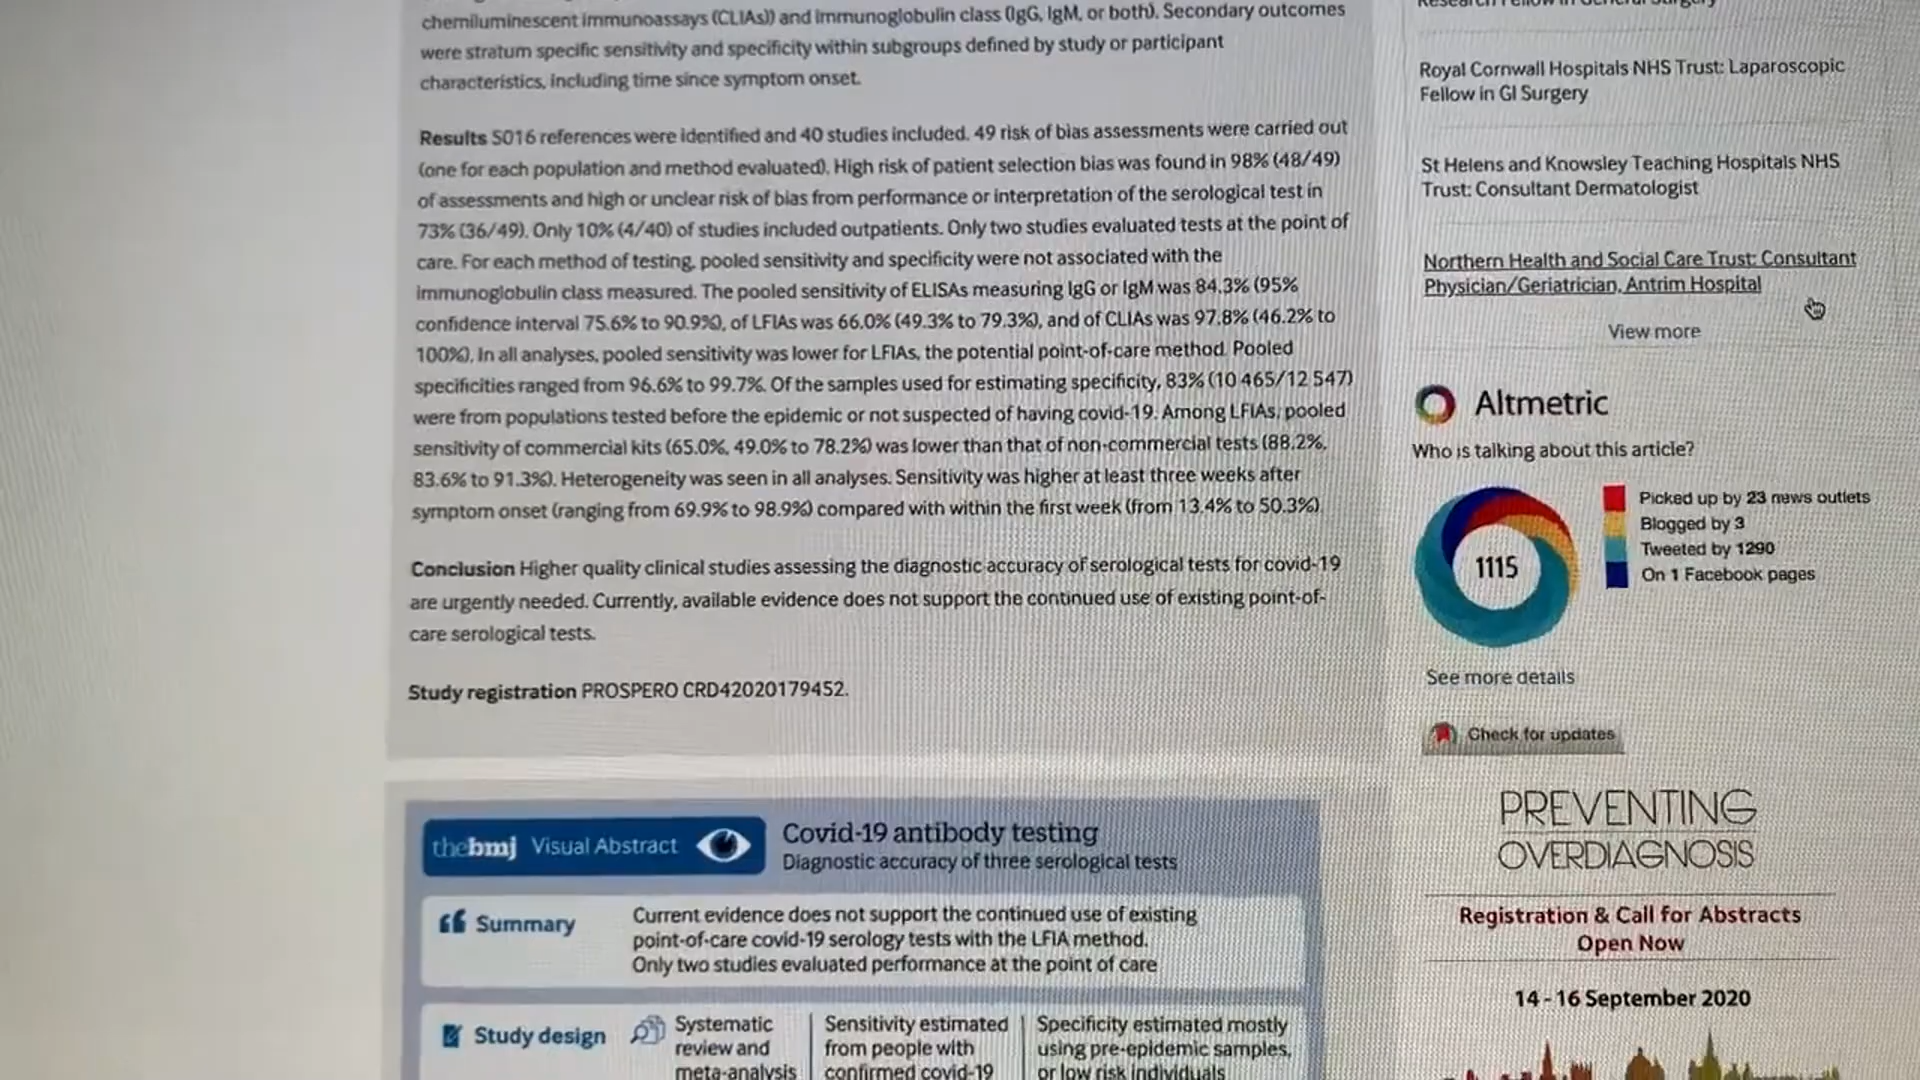 chemiluminescent immunoassays (CLIAs)) and immunoglobulin class (IgG, IgM, or both). Secondary outcomes
were stratum specific sensitivity and specificity within subgroups defined by study or participant
characteristics, including time since symptom onset.
Results 5016 references were identified and 40 studies included. 49 risk of bias assessments were carried out
(one for each population and method evaluated). High risk of patient selection bias was found in 98% (48/49)
of assessments and high or unclear risk of bias from performance or interpretation of the serological test in
73% (36/49). Only 10% (4/40) of studies included outpatients. Only two studies evaluated tests at the point of
care. For each method of testing, pooled sensitivity and specificity were not associated with the
immunoglobulin class measured. The pooled sensitivity of ELISAs measuring IgG or IgM was 84.3% (95%
confidence interval 75.6% to 90.9%), of LFIAs was 66.0% (49.3% to 79.3%), and of CLIAs was 97.8% (46.2% to
100%). In all analyses, pooled sensitivity was lower for LFIAs, the potential point-of-care method. Pooled
specificities ranged from 96.6% to 99.7%. Of the samples used for estimating specificity, 83% (10 465/12 547)
were from populations tested before the epidemic or not suspected of having covid-19. Among LFIAs, pooled
sensitivity of commercial kits (65.0%, 49.0% to 78.2%) was lower than that of non-commercial tests (88.2%,
83.6% to 91.3%). Heterogeneity was seen in all analyses. Sensitivity was higher at least three weeks after
symptom onset (ranging from 69.9% to 98.9%) compared with within the first week (from 13.4% to 50.3%).
Conclusion Higher quality clinical studies assessing the diagnostic accuracy of serological tests for covid-19
are urgently needed. Currently, available evidence does not support the continued use of existing point-of-
care serological tests.
Study registration PROSPERO CRD42020179452.
thebmj Visual Abstract
Covid-19 antibody testing
Diagnostic accuracy of three serological tests
Summary
Current evidence does not support the continued use of existing
point-of-care covid-19 serology tests with the LFIA method.
Only two studies evaluated performance at the point of care
Study design
Systematic
review and
meta-analysis
Sensitivity estimated
from people with
confirmed covid-19
Specificity estimated mostly
using pre-epidemic samples,
or low risk individuals
Royal Cornwall Hospitals NHS Trust: Laparoscopic
Fellow in GI Surgery
St Helens and Knowsley Teaching Hospitals NHS
Trust: Consultant Dermatologist
Northern Health and Social Care Trust: Consultant
Physician/Geriatrician, Antrim Hospital
View more
Altmetric
Who is talking about this article?
1115
Picked up by 23 news outlets
Blogged by 3
Tweeted by 1290
On 1 Facebook pages
See more details
Check for updates
PREVENTING
OVERDIAGNOSIS
Registration & Call for Abstracts
Open Now
14 - 16 September 2020